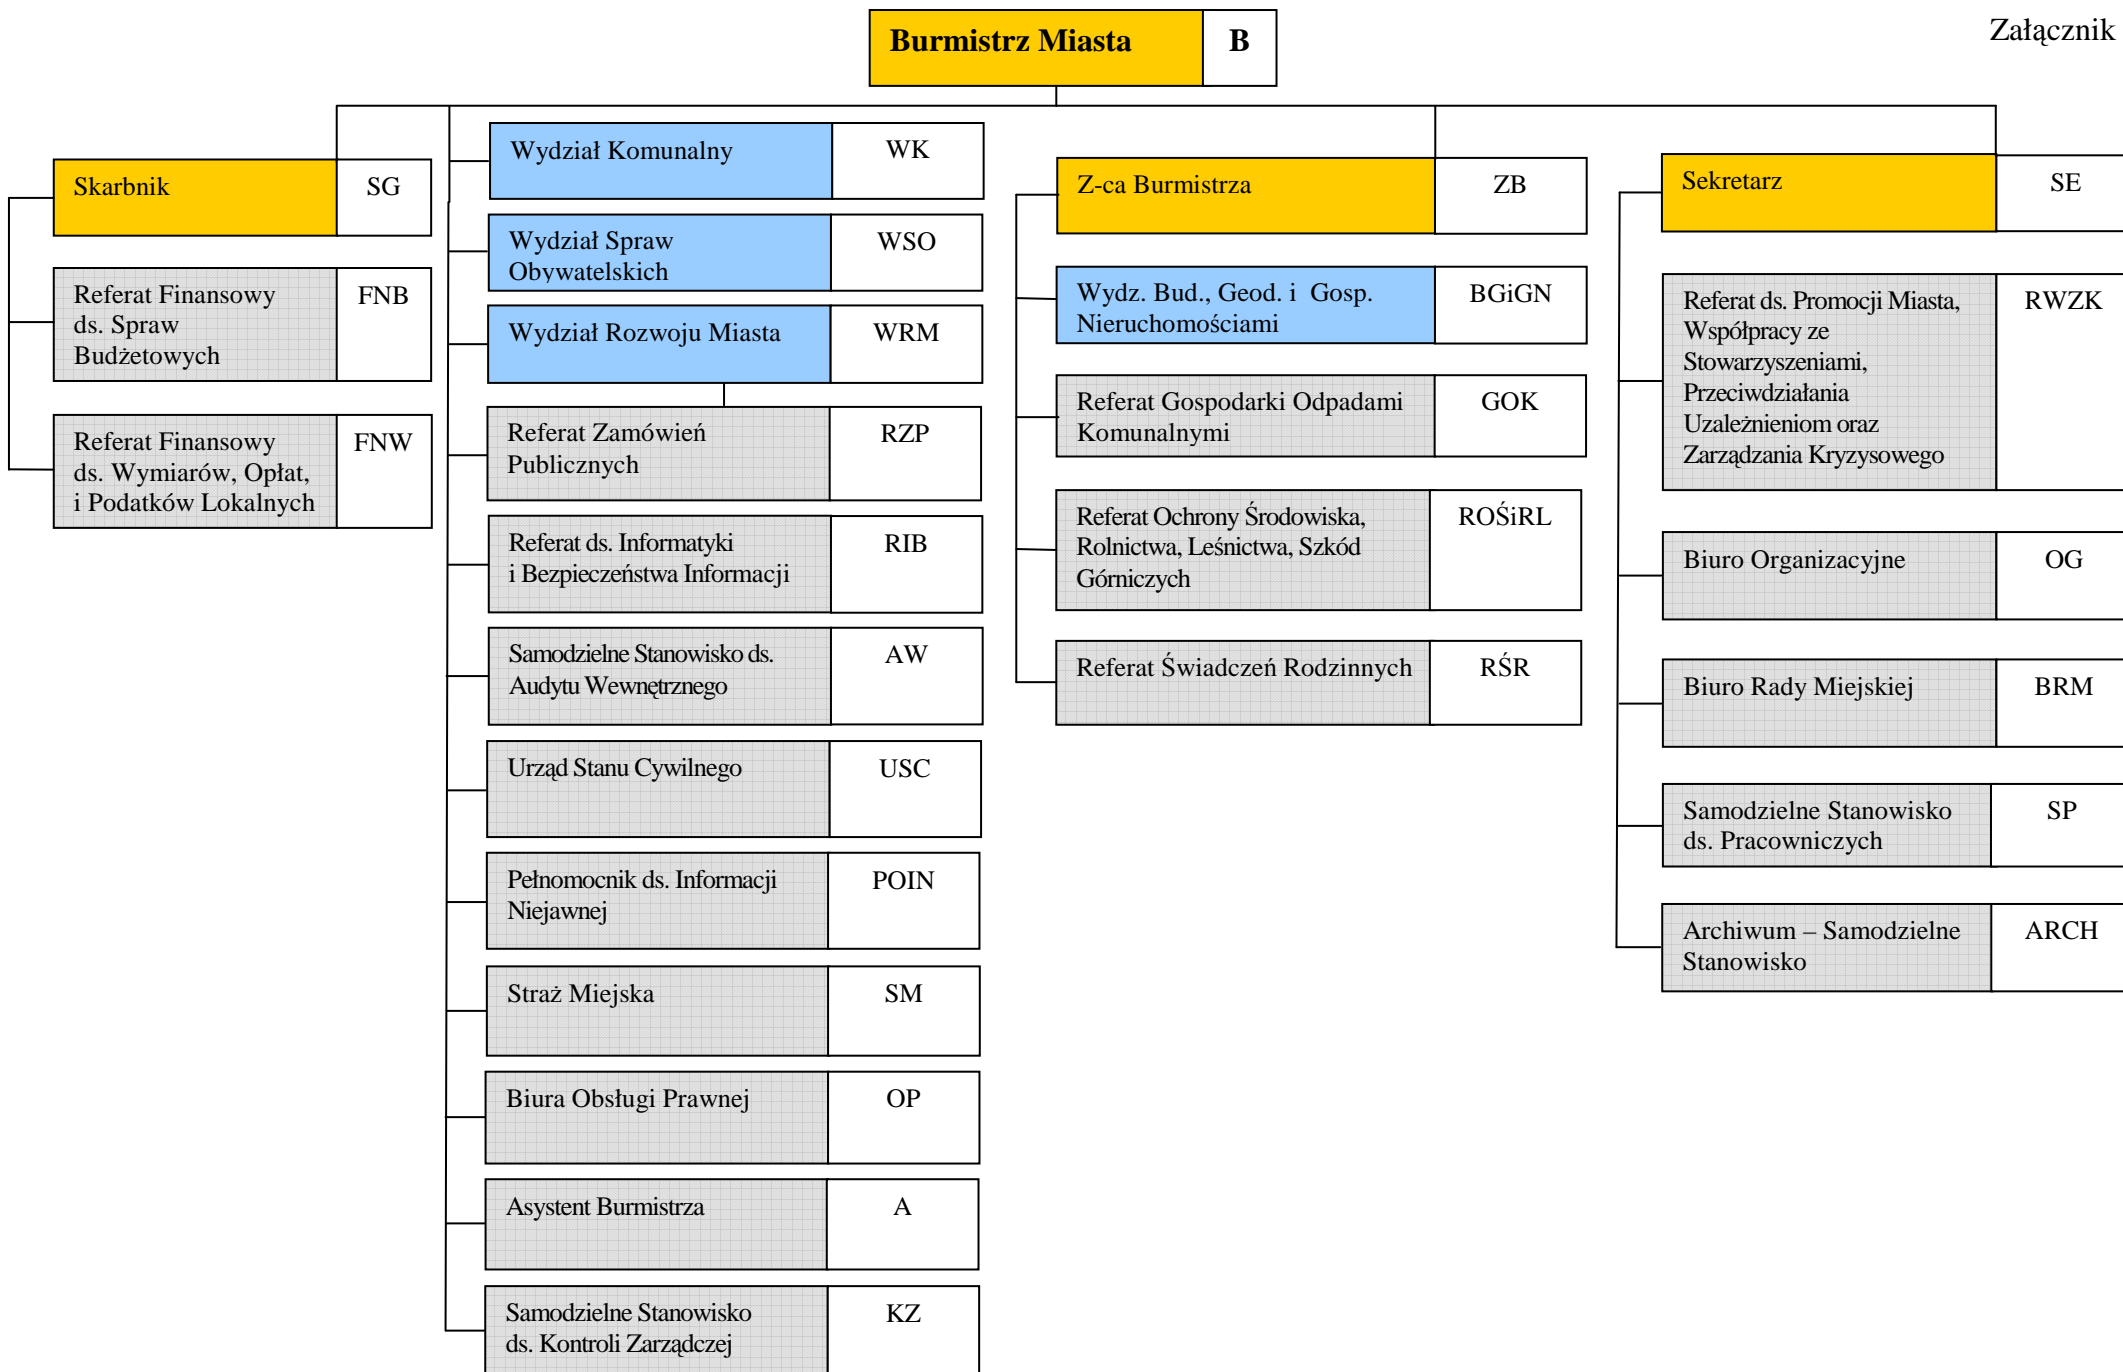 Załącznik
Burmistrz Miasta B
Skarbnik SG
Referat Finansowy FNB
ds. Spraw
Budżetowych
Referat Finansowy FNW
ds. Wymiarów, Opłat,
i Podatków Lokalnych
Wydział Komunalny WK
Wydział Spraw WSO
Obywatelskich
Wydział Rozwoju Miasta WRM
Referat Zamówień RZP
Publicznych
Referat ds. Informatyki RIB
i Bezpieczeństwa Informacji
Samodzielne Stanowisko ds. AW
Audytu Wewnętrznego
Urząd Stanu Cywilnego USC
Pełnomocnik ds. Informacji POIN
Niejawnej
Straż Miejska SM
Biura Obsługi Prawnej OP
Asystent Burmistrza A
Samodzielne Stanowisko KZ
ds. Kontroli Zarządczej
Z-ca Burmistrza ZB
Wydz. Bud., Geod. i Gosp. BGiGN
Nieruchomościami
Referat Gospodarki Odpadami GOK
Komunalnymi
Referat Ochrony Środowiska, ROŚiRL
Rolnictwa, Leśnictwa, Szkód
Górniczych
Referat Świadczeń Rodzinnych RŚR
Sekretarz SE
Referat ds. Promocji Miasta, RWZK
Współpracy ze
Stowarzyszeniami,
Przeciwdziałania
Uzależnieniom oraz
Zarządzania Kryzysowego
Biuro Organizacyjne OG
Biuro Rady Miejskiej BRM
Samodzielne Stanowisko SP
ds. Pracowniczych
Archiwum – Samodzielne ARCH
Stanowisko